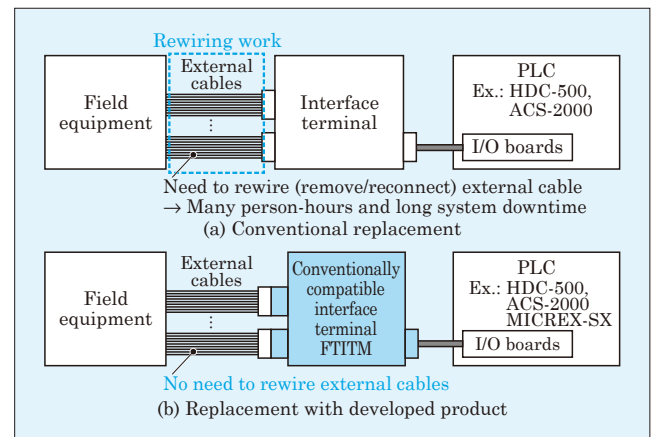 Rewiring work
External
cables
Field
equipment
⋮
Interface
terminal
PLC
Ex.: HDC-500,
ACS-2000
I/O boards
Need to rewire (remove/reconnect) external cable
→ Many person-hours and long system downtime
(a) Conventional replacement
External
cables
Field
equipment
⋮
Conventionally
compatible
interface
terminal
FTITM
PLC
Ex.: HDC-500,
ACS-2000
MICREX-SX
I/O boards
No need to rewire external cables
(b) Replacement with developed product